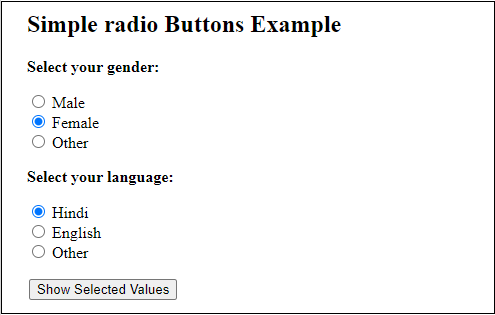 Simple radio Buttons Example
Select your gender:
Male
Female
Other
Select your language:
Hindi
English
Other
Show Selected Values